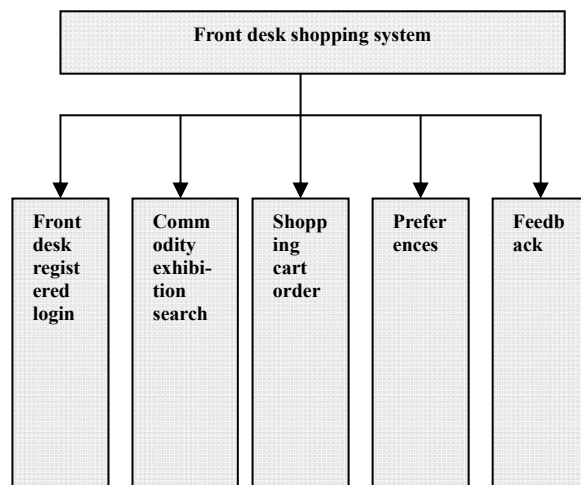 Front desk shopping system
Front
desk
regist
ered
login
Comm
odity
exhibi-
tion
search
Shopp
ing
cart
order
Prefer
ences
Feedb
ack